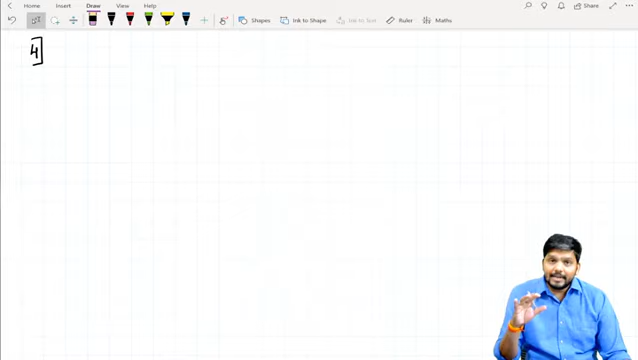 Home Insert Draw View Help Share
Shapes Ink to Shape Ink to Text Ruler Maths
4]